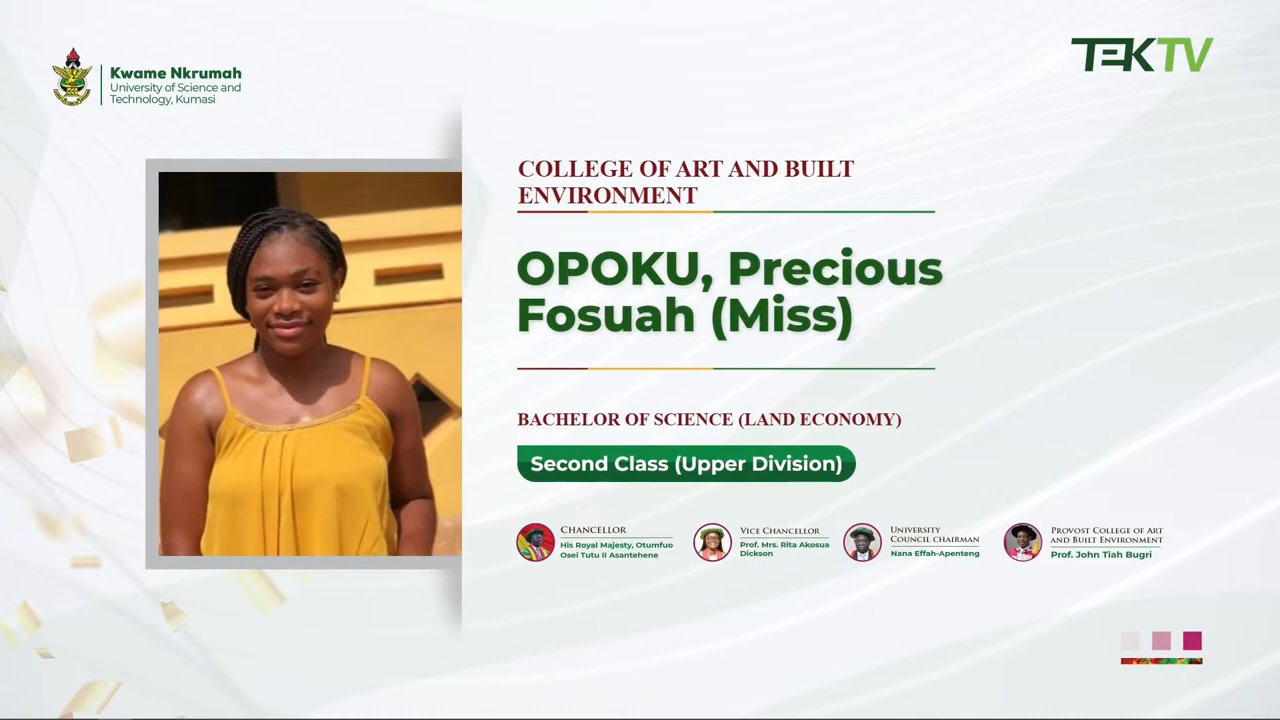 Kwame Nkrumah
University of Science and
Technology, Kumasi
TEKTV
COLLEGE OF ART AND BUILT
ENVIRONMENT
OPOKU, Precious
Fosuah (Miss)
BACHELOR OF SCIENCE (LAND ECONOMY)
Second Class (Upper Division)
CHANCELLOR
His Royal Majesty, Otumfuo
Osei Tutu II Asantehene
VICE CHANCELLOR
Prof. Mrs. Rita Akosua
Dickson
UNIVERSITY
COUNCIL CHAIRMAN
Nana Effah-Apenteng
PROVOST COLLEGE OF ART
AND BUILT ENVIRONMENT
Prof. John Tiah Bugri